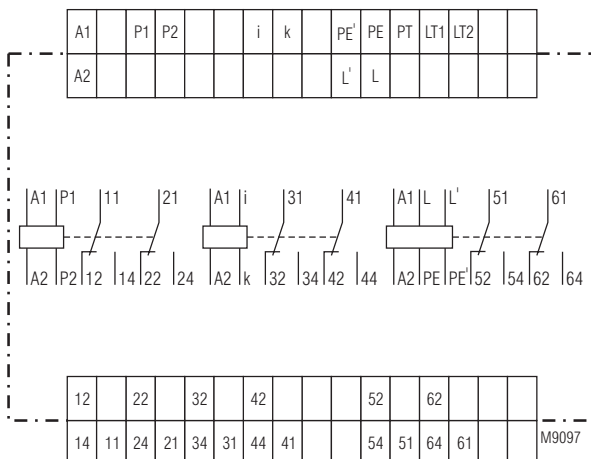 A1 P1 P2 i k PE' PE PT LT1 LT2
A2 L' L
A1 P1 11 21 A1 i 31 41 A1 L L' 51 61
A2 P2 12 14 22 24 A2 k 32 34 42 44 A2 PE PE' 52 54 62 64
12 22 32 42 52 62
14 11 24 21 34 31 44 41 54 51 64 61 M9097